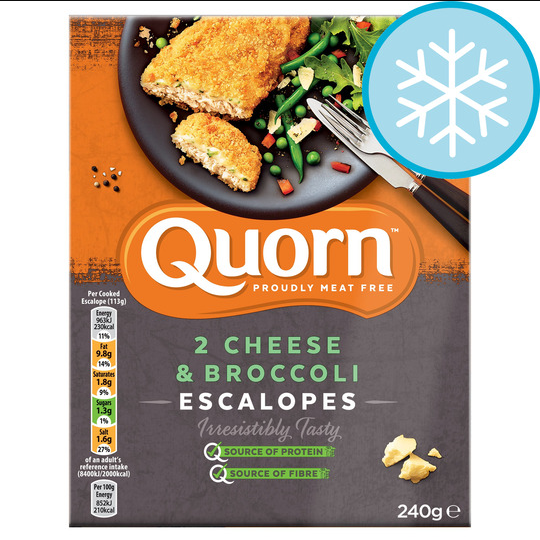 Quorn™
PROUDLY MEAT FREE
2 CHEESE
& BROCCOLI
ESCALOPES
Irresistibly Tasty
SOURCE OF PROTEIN
SOURCE OF FIBRE
240g ℮
Per Cooked
Escalope (113g)
Energy
963kJ
230kcal
11%
Fat
9.8g
14%
Saturates
1.8g
9%
Sugars
1.3g
1%
Salt
1.6g
27%
of an adult's
reference intake
(8400kJ/2000kcal)
Per 100g
Energy
852kJ
210kcal